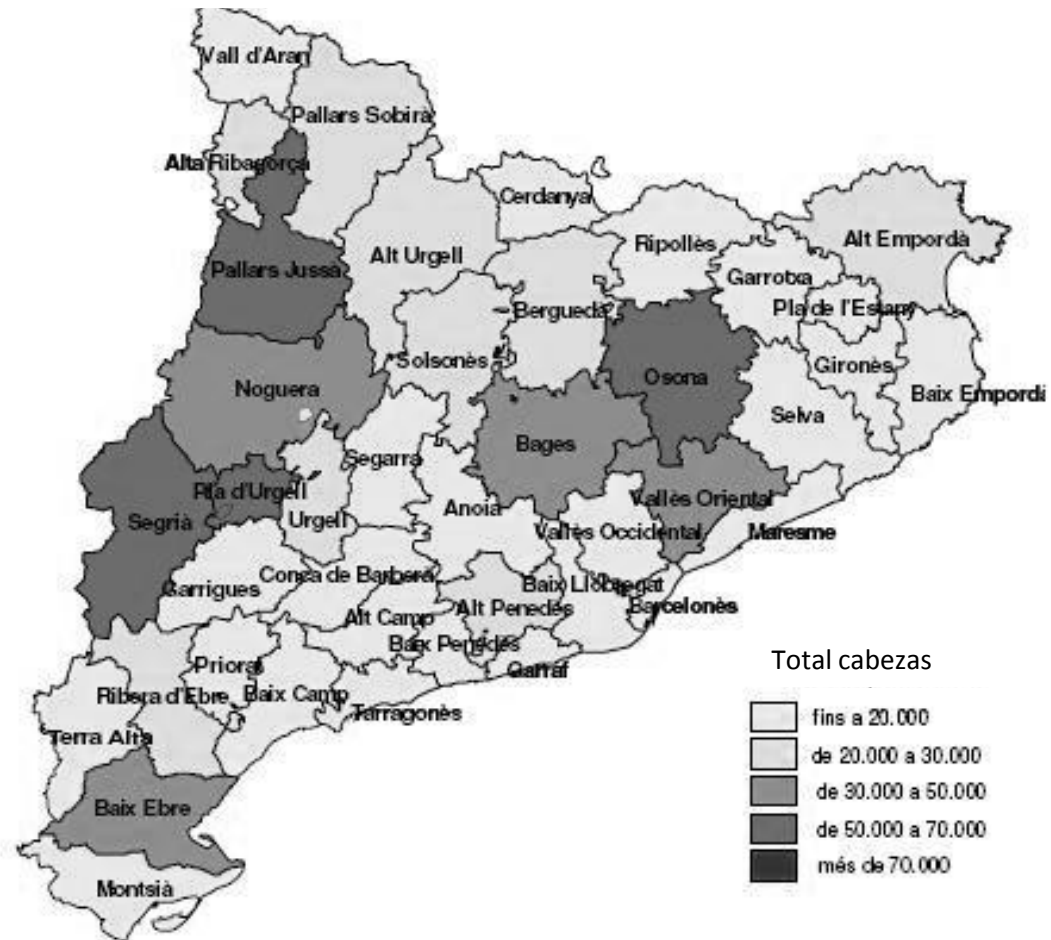 Vall d'Aran
Pallars Sobirà
Alta Ribagorça
Cerdanya
Ripollès
Alt Empordà
Alt Urgell
Pallars Jussà
Garrotxa
Pla de l'Estany
Berguedà
Solsonès
Gironès
Osona
Noguera
Baix Empordà
Selva
Bages
Segarra
Pla d'Urgell
Vallès Oriental
Anoia
Segrià
Urgell
Vallès Occidental
Maresme
Conca de Barberà
Baix Llobregat
Garrigues
Alt Penedès
Barcelonès
Alt Camp
Baix Penedès
Priorat
Garraf
Ribera d'Ebre
Baix Camp
Tarragonès
Terra Alta
Baix Ebre
Montsià
Total cabezas
fins a 20.000
de 20.000 a 30.000
de 30.000 a 50.000
de 50.000 a 70.000
més de 70.000